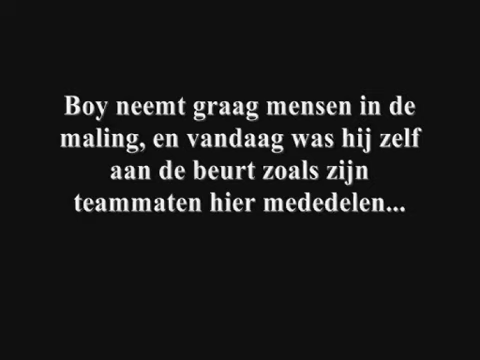 Boy neemt graag mensen in de
maling, en vandaag was hij zelf
aan de beurt zoals zijn
teammaten hier mededelen...